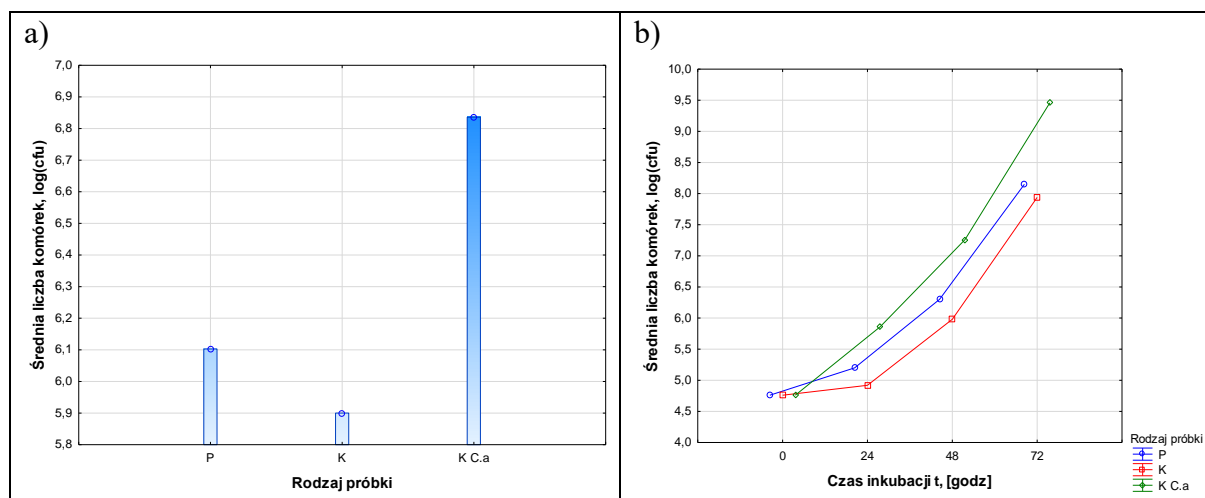 a)
7,0
6,9
6,8
6,7
6,6
6,5
6,4
6,3
6,2
6,1
6,0
5,9
5,8
Średnia liczba komórek, log(cfu)
P K K C.a
Rodzaj próbki
b)
10,0
9,5
9,0
8,5
8,0
7,5
7,0
6,5
6,0
5,5
5,0
4,5
4,0
Średnia liczba komórek, log(cfu)
0 24 48 72
Czas inkubacji t, [godz]
Rodzaj próbki
P
K
K C.a